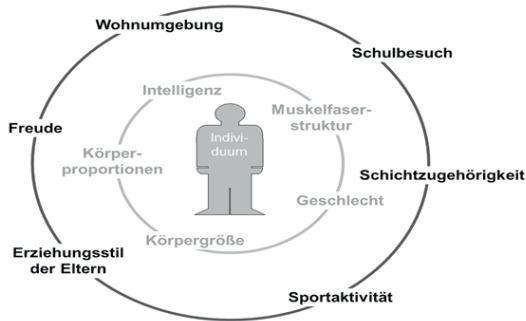 Wohnumgebung
Schulbesuch
Intelligenz
Muskelfaser-
struktur
Freude
Indivi-
duum
Körper-
proportionen
Schichtzugehörigkeit
Geschlecht
Körpergröße
Erziehungsstil
der Eltern
Sportaktivität